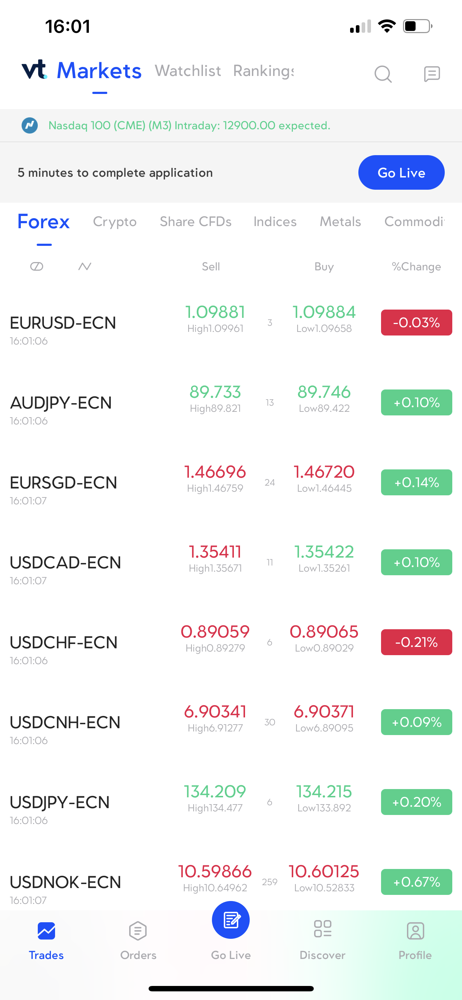 16:01
vt Markets Watchlist Rankings
Nasdaq 100 (CME) (M3) Intraday: 12900.00 expected.
5 minutes to complete application Go Live
Forex Crypto Share CFDs Indices Metals Commodi
Sell Buy %Change
EURUSD-ECN 1.09881 3 1.09884 -0.03%
16:01:06 High1.09961 Low1.09658
AUDJPY-ECN 89.733 13 89.746 +0.10%
16:01:06 High89.821 Low89.422
EURSGD-ECN 1.46696 24 1.46720 +0.14%
16:01:07 High1.46759 Low1.46445
USDCAD-ECN 1.35411 11 1.35422 +0.10%
16:01:07 High1.35671 Low1.35261
USDCHF-ECN 0.89059 6 0.89065 -0.21%
16:01:06 High0.89279 Low0.89029
USDCNH-ECN 6.90341 30 6.90371 +0.09%
16:01:06 High6.91277 Low6.89095
USDJPY-ECN 134.209 6 134.215 +0.20%
16:01:06 High134.477 Low133.892
USDNOK-ECN 10.59866 259 10.60125 +0.67%
16:01:07 High10.64962 Low10.52833
Trades Orders Go Live Discover Profile